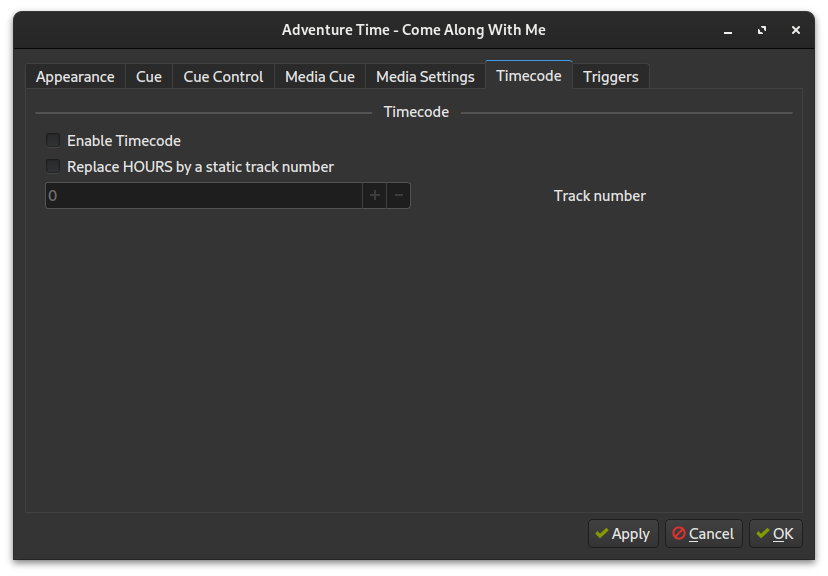 Adventure Time - Come Along With Me
Appearance Cue Cue Control Media Cue Media Settings Timecode Triggers
Timecode
Enable Timecode
Replace HOURS by a static track number
0 Track number
Apply Cancel OK